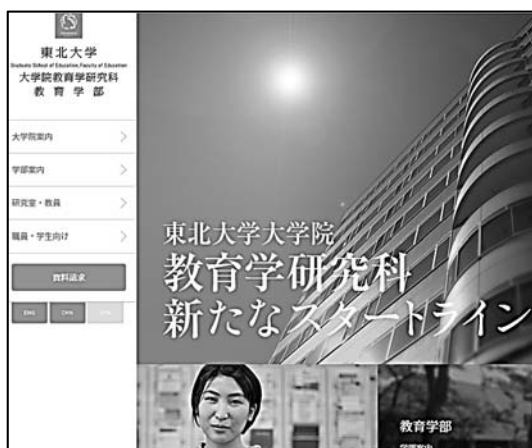 東北大学
Graduate School of Education, Faculty of Education
大学院教育学研究科
教育学部
大学院案内
学部案内
研究室・教員
職員・学生向け
資料請求
ENG
CHN
東北大学大学院
教育学研究科
新たなスタートライン
教育学部
学部案内